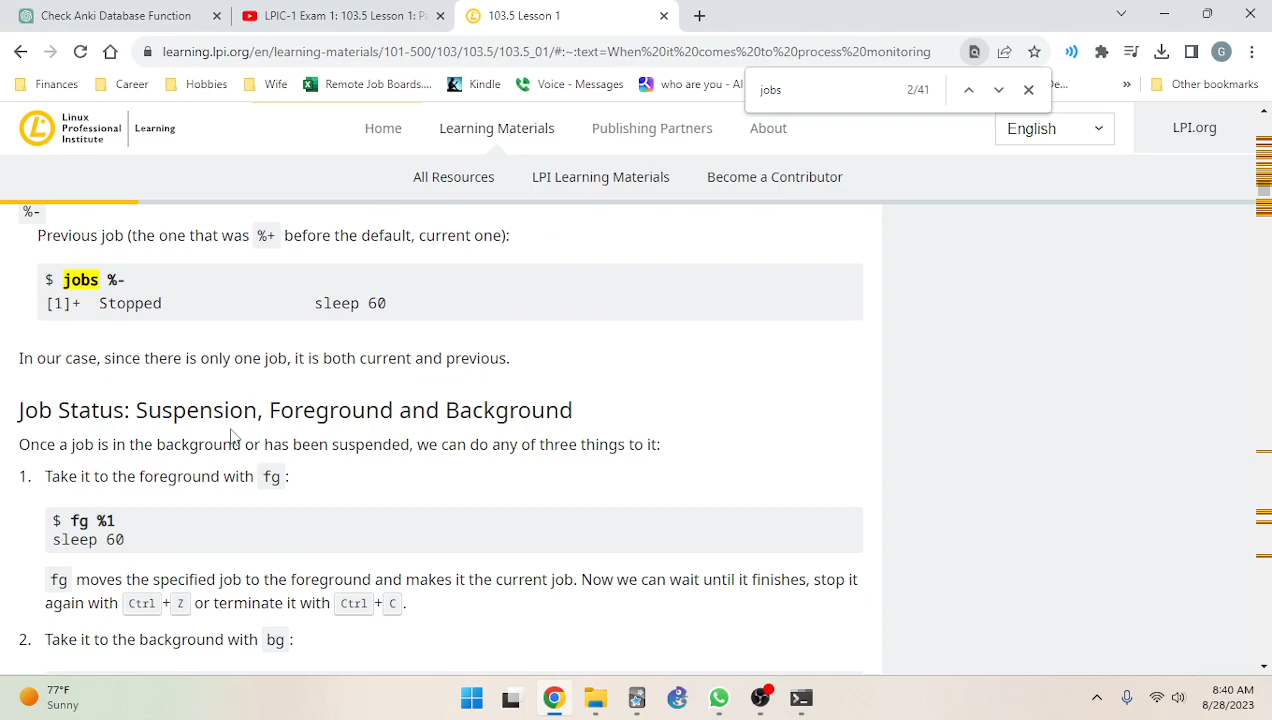 Check Anki Database Function
LPIC-1 Exam 1: 103.5 Lesson 1: P
103.5 Lesson 1
learning.lpi.org/en/learning-materials/101-500/103/103.5/103.5_01/#:~:text=When%20it%20comes%20to%20process%20monitoring
G
Finances
Career
Hobbies
Wife
Remote Job Boards...
Kindle
Voice - Messages
who are you - AI
e...
»
Other bookmarks
jobs
2/41
Linux
Professional
Institute
Learning
Home
Learning Materials
Publishing Partners
About
English
LPI.org
All Resources
LPI Learning Materials
Become a Contributor
%-
Previous job (the one that was %+ before the default, current one):
$ jobs %-
[1]+ Stopped sleep 60
In our case, since there is only one job, it is both current and previous.
Job Status: Suspension, Foreground and Background
Once a job is in the background or has been suspended, we can do any of three things to it:
1. Take it to the foreground with fg:
$ fg %1
sleep 60
fg moves the specified job to the foreground and makes it the current job. Now we can wait until it finishes, stop it
again with Ctrl+Z or terminate it with Ctrl+C.
2. Take it to the background with bg:
77°F
Sunny
8:40 AM
8/28/2023